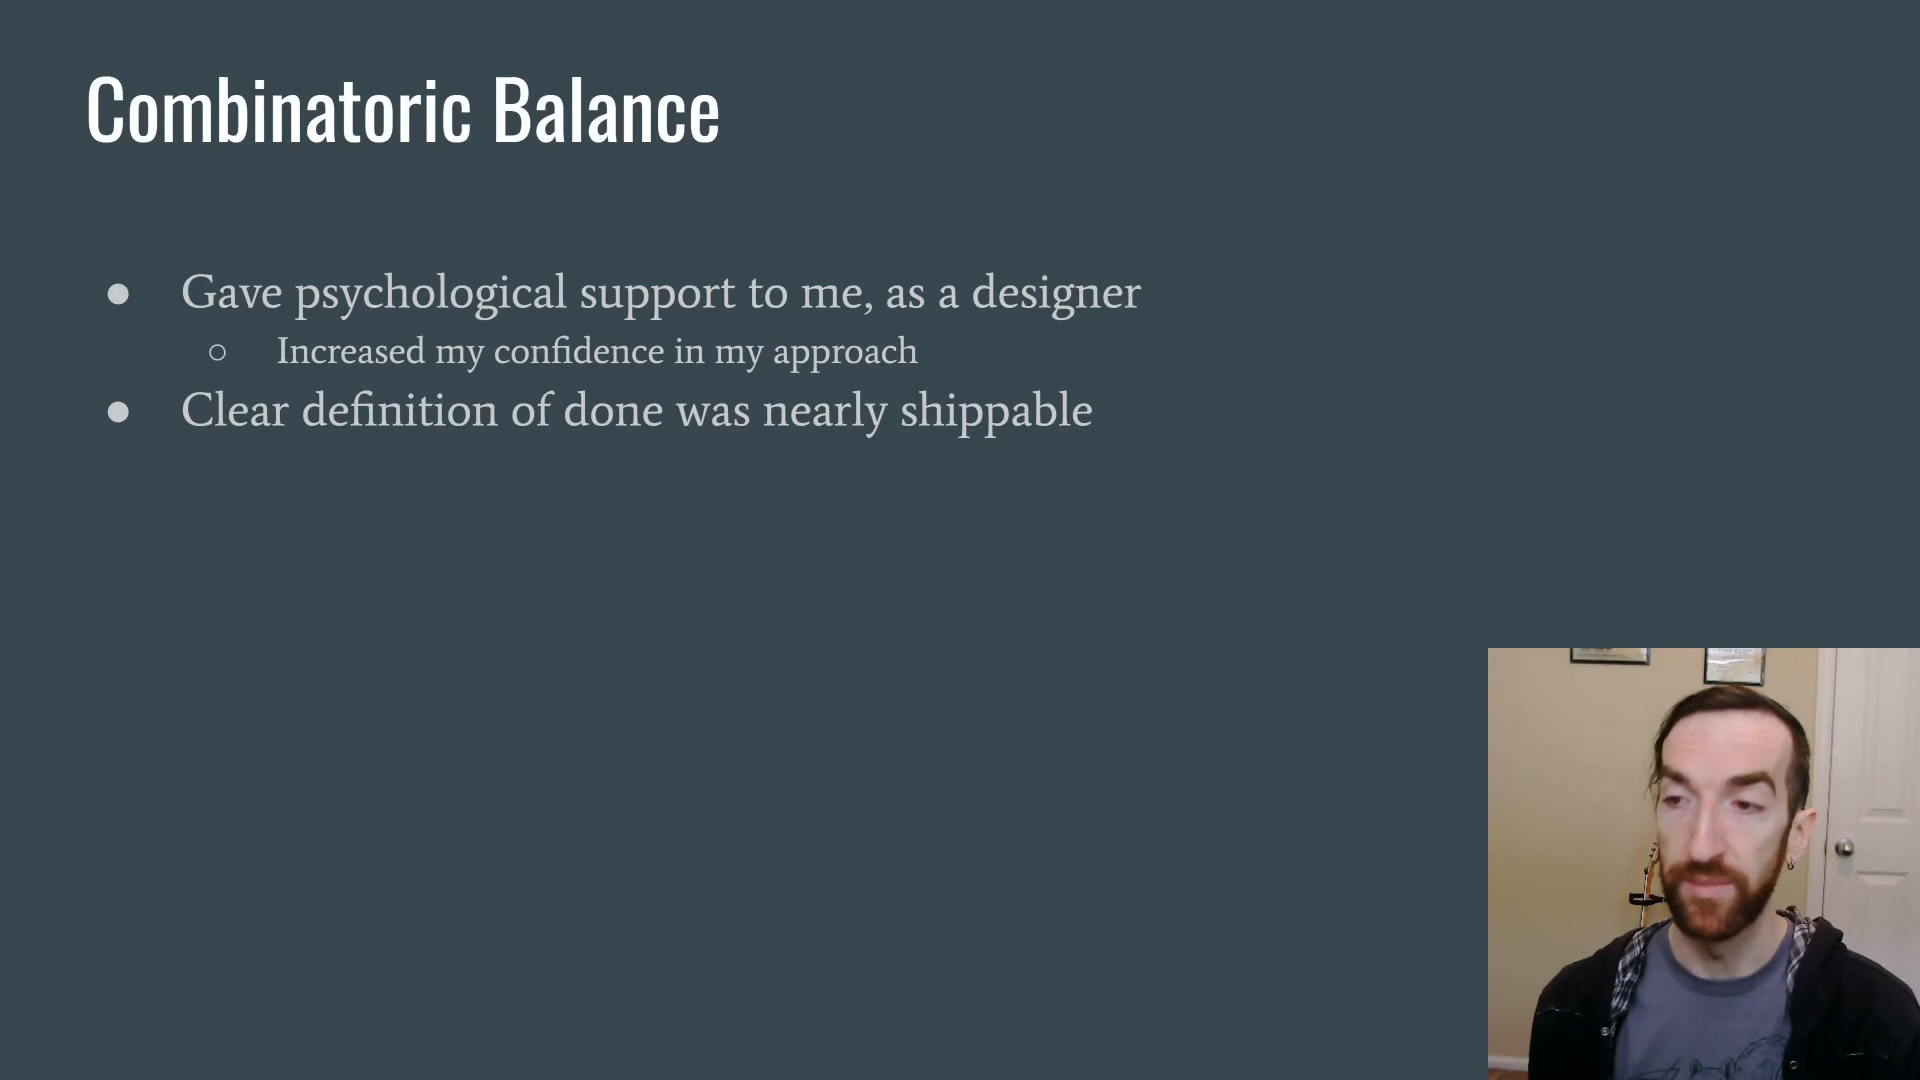 Combinatoric Balance
● Gave psychological support to me, as a designer
○ Increased my confidence in my approach
● Clear definition of done was nearly shippable